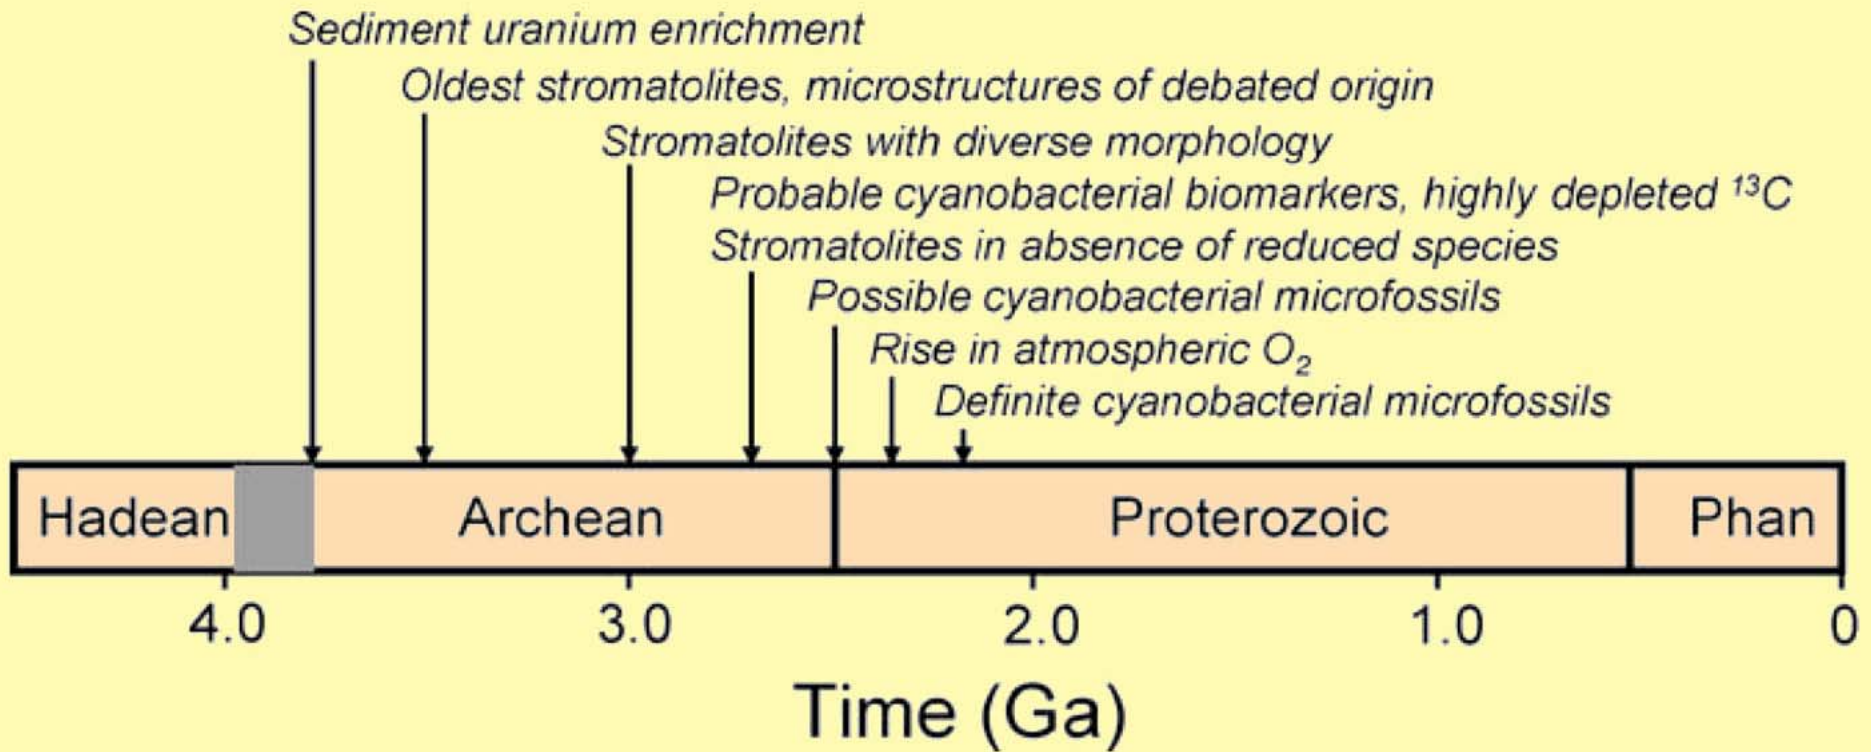 Sediment uranium enrichment
Oldest stromatolites, microstructures of debated origin
Stromatolites with diverse morphology
Probable cyanobacterial biomarkers, highly depleted ¹³C
Stromatolites in absence of reduced species
Possible cyanobacterial microfossils
Rise in atmospheric O₂
Definite cyanobacterial microfossils
Hadean Archean Proterozoic Phan
4.0 3.0 2.0 1.0 0
Time (Ga)